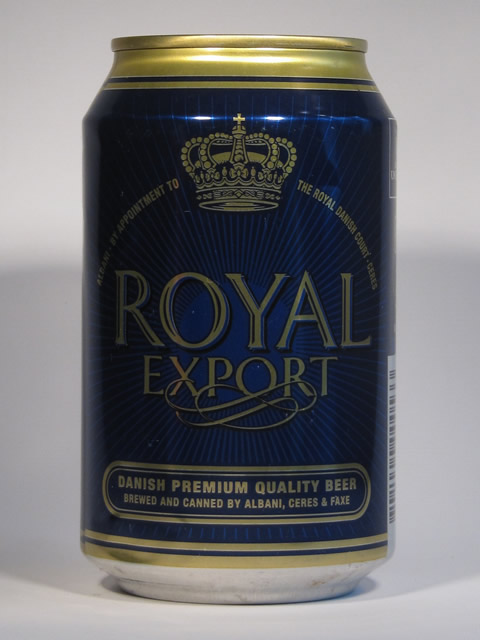 ALBANI · BY APPOINTMENT TO THE ROYAL DANISH COURT · CERES
ROYAL
EXPORT
DANISH PREMIUM QUALITY BEER
BREWED AND CANNED BY ALBANI, CERES & FAXE